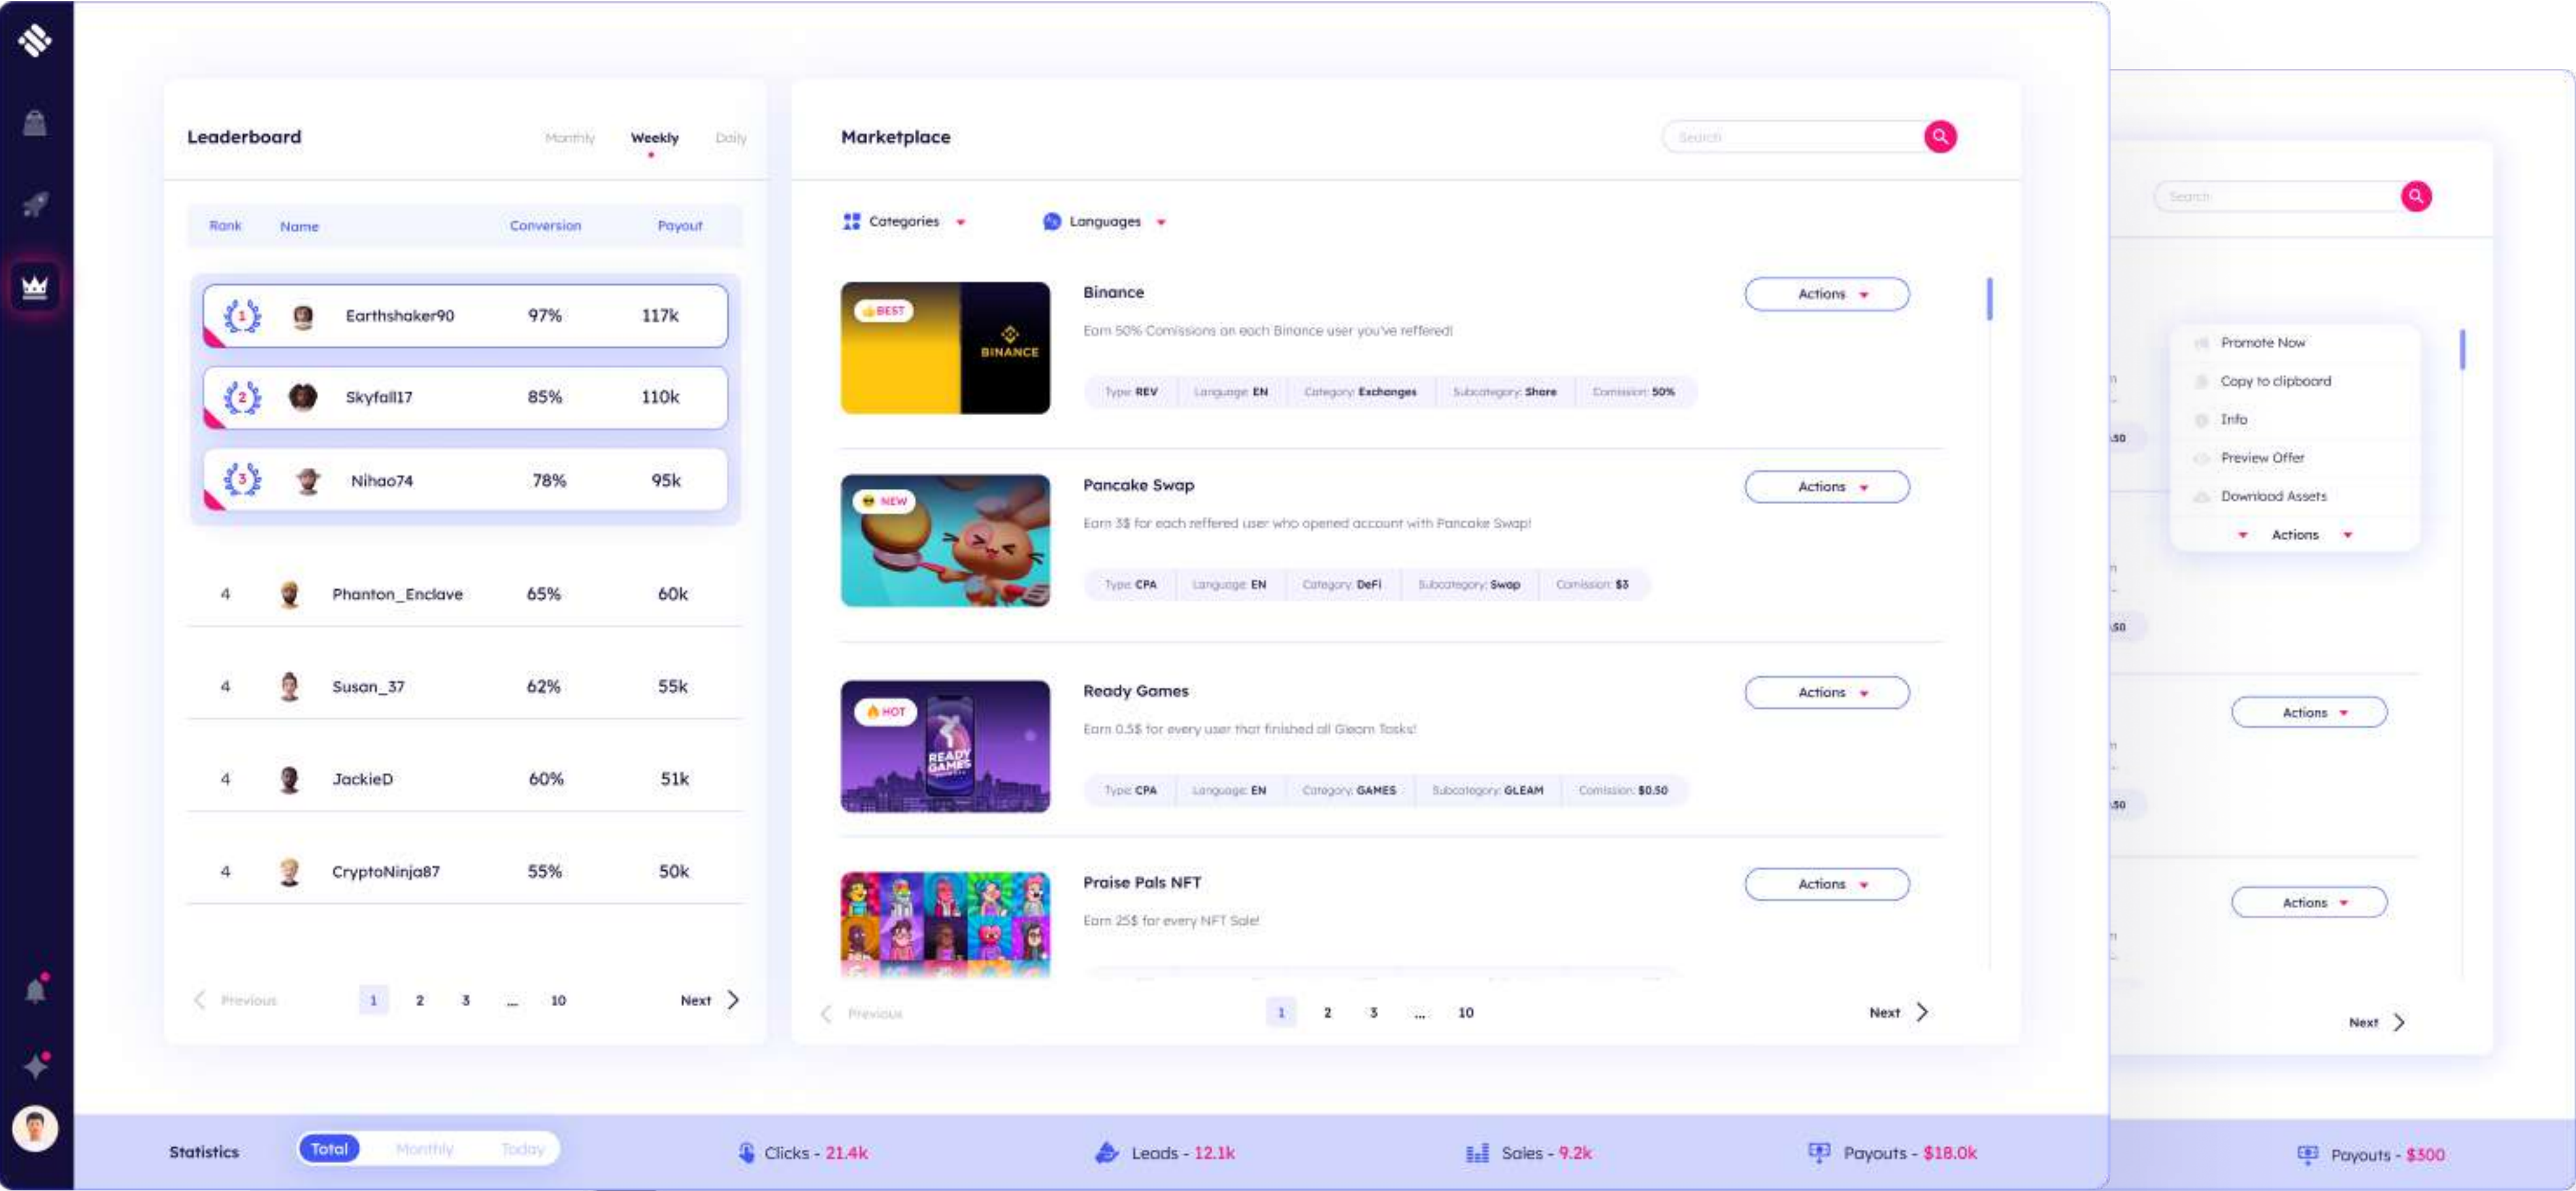 Leaderboard
Monthly Weekly Daily
Rank Name Conversion Payout
1 Earthshaker90 97% 117k
2 Skyfall17 85% 110k
3 Nihao74 78% 95k
4 Phanton_Enclave 65% 60k
4 Susan_37 62% 55k
4 JackieD 60% 51k
4 CryptoNinja87 55% 50k
Previous 1 2 3 ... 10 Next
Marketplace
Search
Categories Languages
BEST
BINANCE
Binance
Actions
Earn 50% Comissions on each Binance user you've reffered!
Type: REV Language: EN Category: Exchanges Subcategory: Share Comission: 50%
NEW
Pancake Swap
Actions
Earn 3$ for each reffered user who opened account with Pancake Swap!
Type: CPA Language: EN Category: DeFi Subcategory: Swap Comission: $3
HOT
READY
GAMES
Ready Games
Actions
Earn 0.5$ for every user that finished all Gleam Tasks!
Type: CPA Language: EN Category: GAMES Subcategory: GLEAM Comission: $0.50
Praise Pals NFT
Actions
Earn 25$ for every NFT Sale!
Previous 1 2 3 ... 10 Next
Statistics
Total Monthly Today
Clicks - 21.4k
Leads - 12.1k
Sales - 9.2k
Payouts - $18.0k
Search
Promote Now
Copy to clipboard
Info
Preview Offer
Download Assets
Actions
.50
.50
Actions
.50
Actions
Next
Payouts - $300